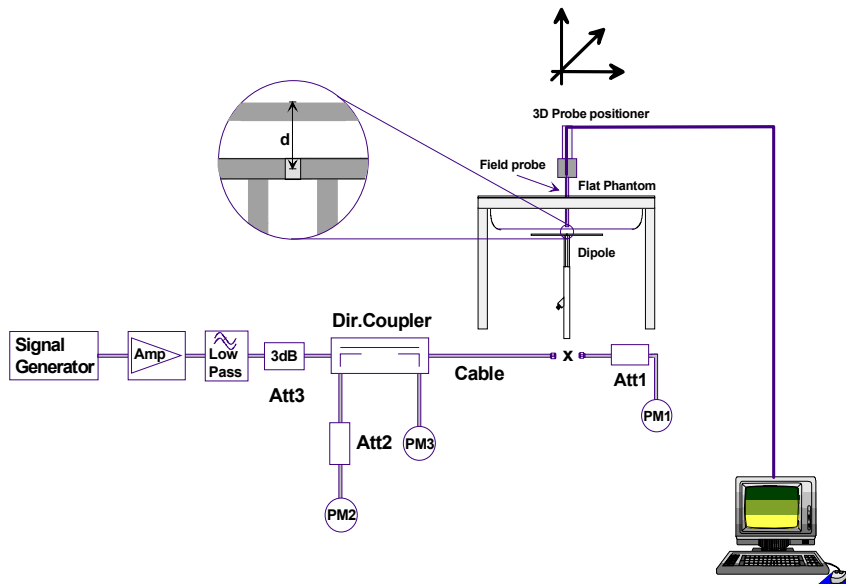 3D Probe positioner
d
Field probe
Flat Phantom
Dipole
Dir.Coupler
Signal
Generator
Amp
Low
Pass
3dB
Cable
x
Att1
Att3
PM1
Att2
PM3
PM2